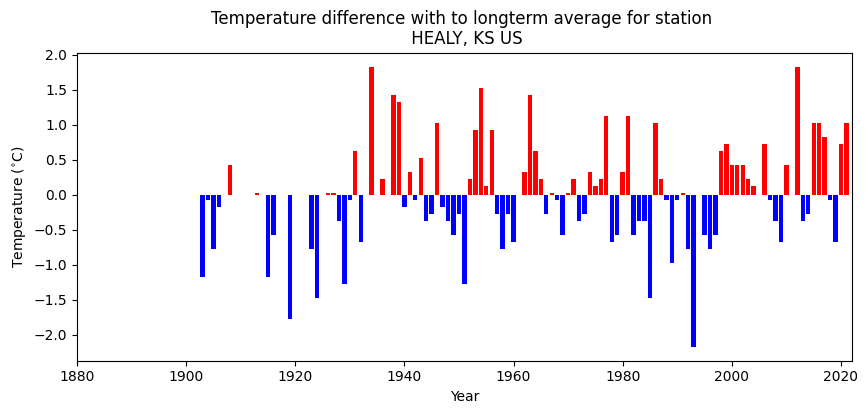 Temperature difference with to longterm average for station
HEALY, KS US
2.0
1.5
1.0
0.5
0.0
−0.5
−1.0
−1.5
−2.0
Temperature (°C)
1880 1900 1920 1940 1960 1980 2000 2020
Year